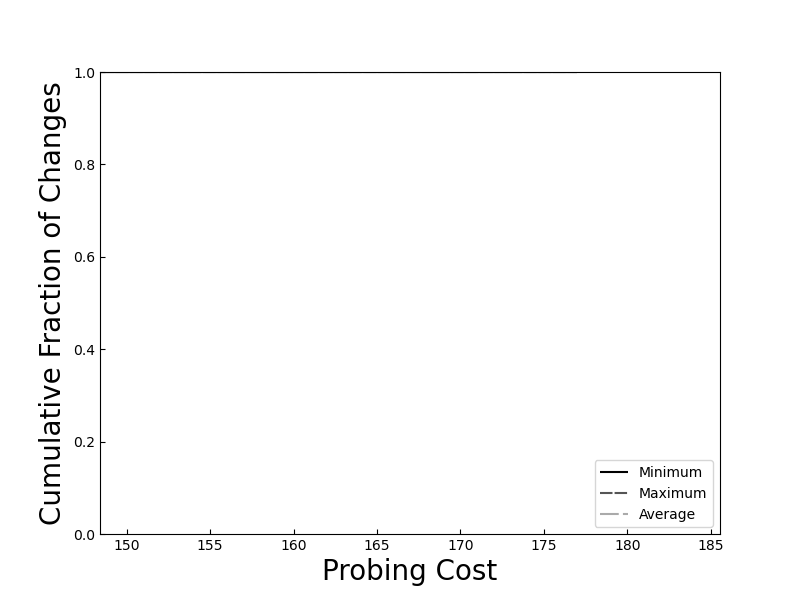 Cumulative Fraction of Changes
1.0
0.8
0.6
0.4
0.2
0.0
150 155 160 165 170 175 180 185
Probing Cost
Minimum
Maximum
Average